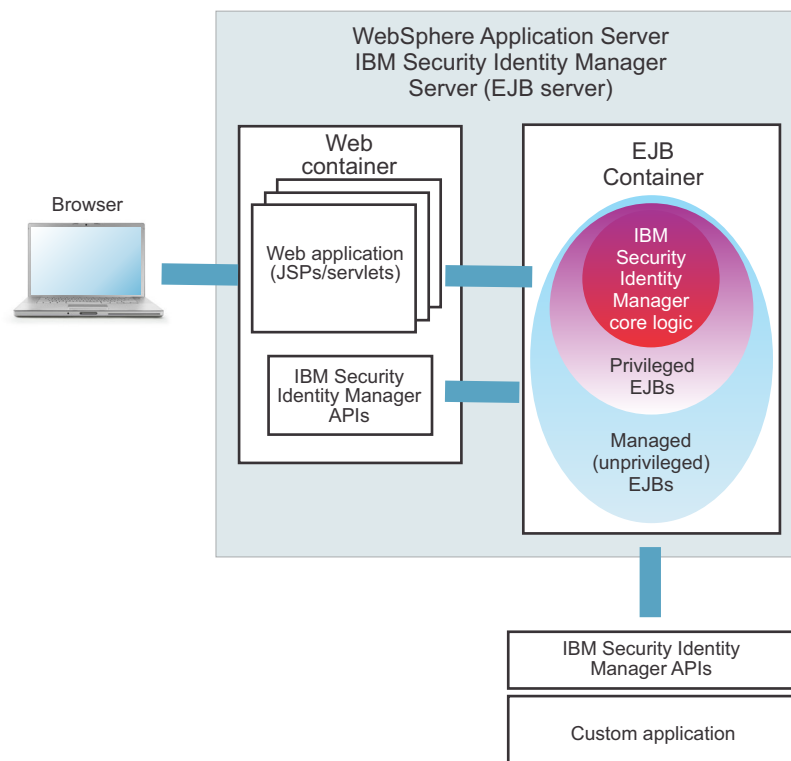 WebSphere Application Server
IBM Security Identity Manager
Server (EJB server)
Web
container
EJB
Container
Browser
Web application
(JSPs/servlets)
IBM
Security
Identity
Manager
core logic
IBM Security
Identity Manager
APIs
Privileged
EJBs
Managed
(unprivileged)
EJBs
IBM Security Identity
Manager APIs
Custom application